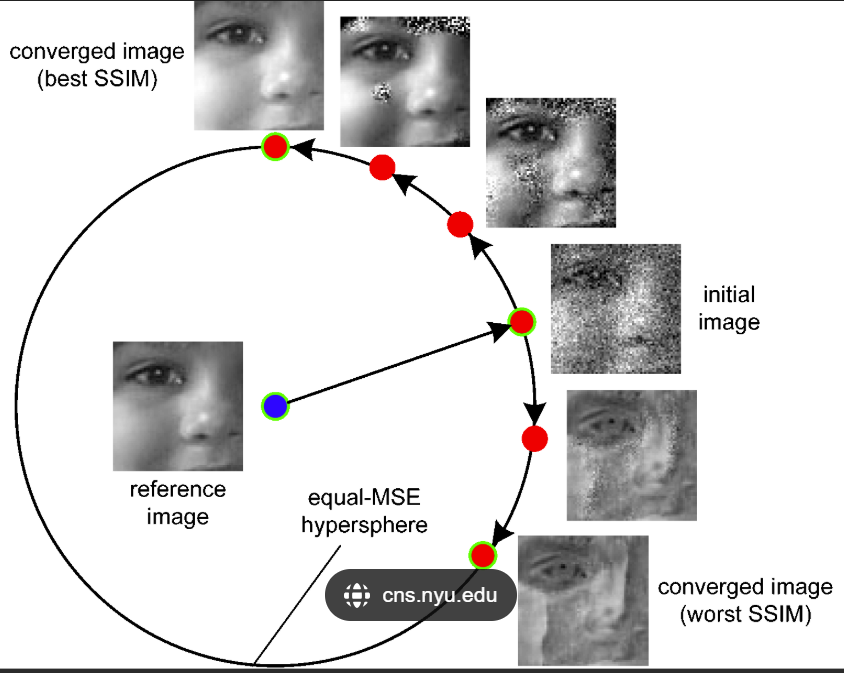 converged image
(best SSIM)
initial
image
reference
image
equal-MSE
hypersphere
cns.nyu.edu
converged image
(worst SSIM)